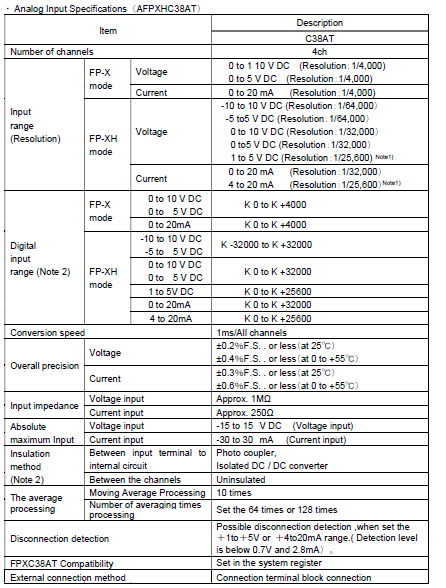 ・ Analog Input Specifications （AFPXHC38AT）
Item
Description
C38AT
Number of channels
4ch
Input
range
(Resolution)
FP-X
mode
Voltage
0 to 1 10 V DC (Resolution：1/4,000)
0 to 5 V DC (Resolution：1/4,000)
Current
0 to 20 mA (Resolution：1/4,000)
FP-XH
mode
Voltage
-10 to 10 V DC (Resolution：1/64,000)
-5 to5 V DC (Resolution：1/64,000)
0 to 10 V DC (Resolution：1/32,000)
0 to5 V DC (Resolution：1/32,000)
1 to 5 V DC (Resolution：1/25,600) Note1)
Current
0 to 20 mA (Resolution：1/32,000)
4 to 20 mA (Resolution：1/25,600) Note1)
Digital
input
range (Note 2)
FP-X
mode
0 to 10 V DC
0 to 5 V DC
K 0 to K +4000
0 to 20mA
K 0 to K +4000
FP-XH
mode
-10 to 10 V DC
-5 to 5 V DC
K -32000 to K +32000
0 to 10 V DC
0 to 5 V DC
K 0 to K +32000
1 to 5V DC
K 0 to K +25600
0 to 20mA
K 0 to K +32000
4 to 20mA
K 0 to K +25600
Conversion speed
1ms/All channels
Overall precision
Voltage
±0.2%F.S. . or less（at 25℃）
±0.4%F.S. . or less（at 0 to +55℃）
Current
±0.3%F.S. . or less（at 25℃）
±0.6%F.S. . or less（at 0 to +55℃）
Input impedance
Voltage input
Approx. 1MΩ
Current input
Approx. 250Ω
Absolute
maximum Input
Voltage input
-15 to 15 V DC (Voltage input)
Current input
-30 to 30 mA (Current input)
Insulation
method
(Note 2)
Between input terminal to
internal circuit
Photo coupler,
Isolated DC / DC converter
Between the channels
Uninsulated
The average
processing
Moving Average Processing
10 times
Number of averaging times
processing
Set the 64 times or 128 times
Disconnection detection
Possible disconnection detection ,when set the
＋1to＋5V or ＋4to20mA range.( Detection level
is below 0.7V and 2.8mA）。
FPXC38AT Compatibility
Set in the system register
External connection method
Connection terminal block connection